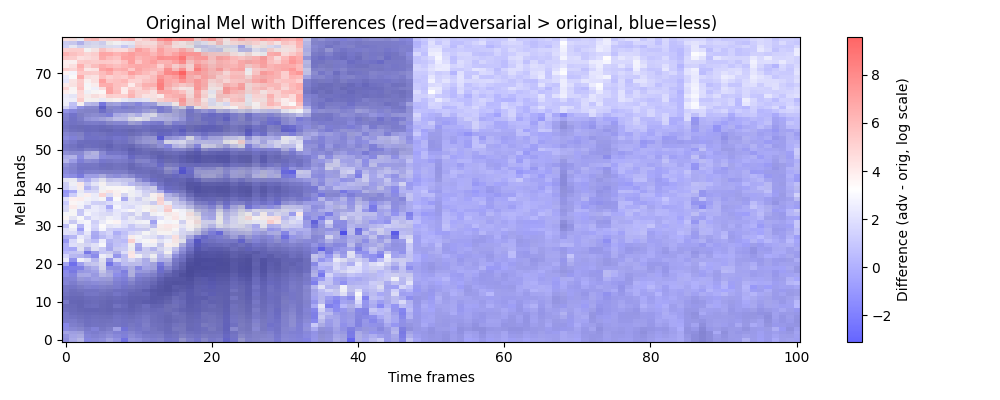 Original Mel with Differences (red=adversarial > original, blue=less)
Mel bands
70
60
50
40
30
20
10
0
0 20 40 60 80 100
Time frames
8
6
4
2
0
−2
Difference (adv - orig, log scale)